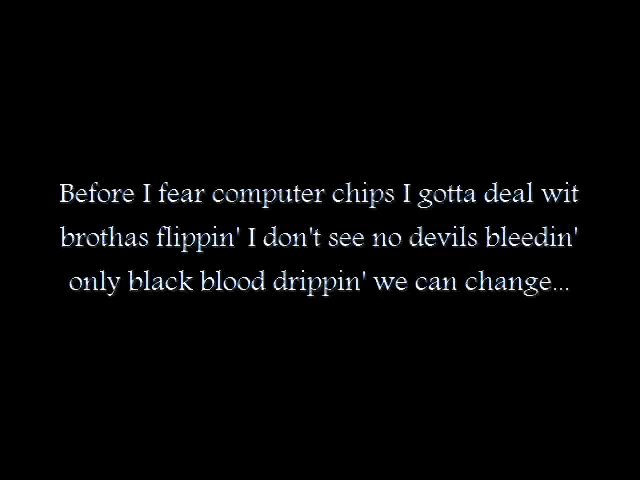 Before I fear computer chips I gotta deal wit
brothas flippin' I don't see no devils bleedin'
only black blood drippin' we can change...